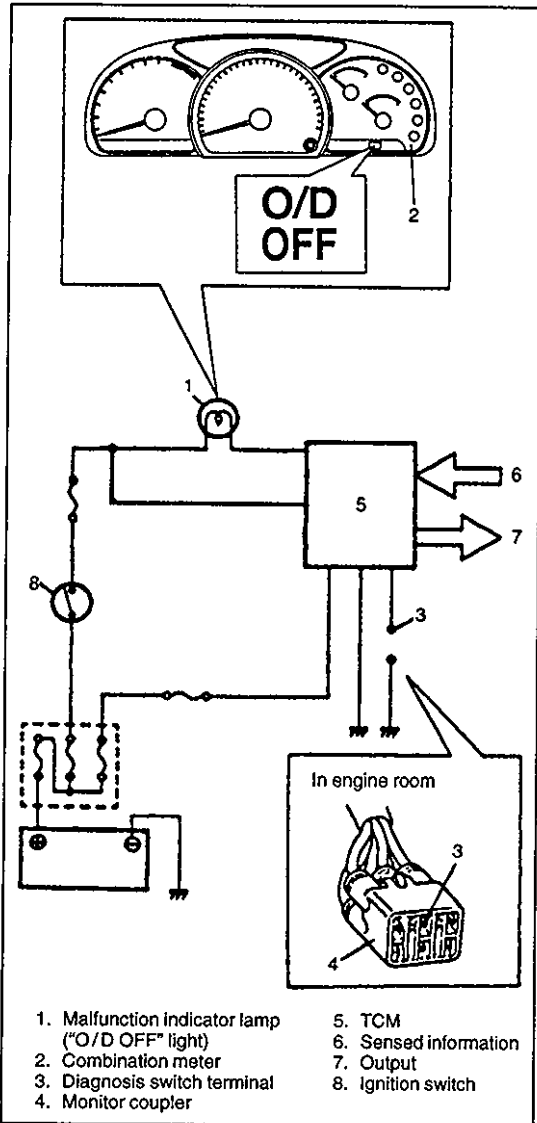 O/D
OFF
2
1
6
5
7
8
3
In engine room
3
4
1. Malfunction indicator lamp
("O/D OFF" light)
2. Combination meter
3. Diagnosis switch terminal
4. Monitor coupler
5. TCM
6. Sensed information
7. Output
8. Ignition switch